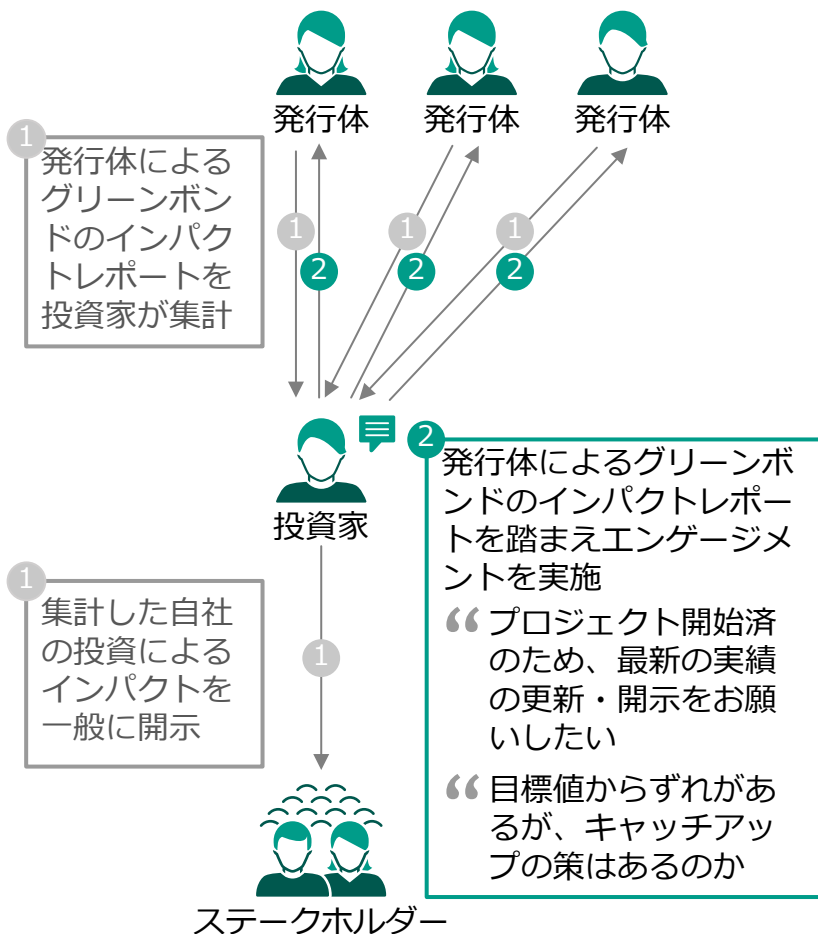 発行体
発行体
発行体
1
発行体による
グリーンボン
ドのインパク
トレポートを
投資家が集計
1
1
1
2
2
2
投資家
2
発行体によるグリーンボ
ンドのインパクトレポー
トを踏まえエンゲージメ
ントを実施
“プロジェクト開始済
のため、最新の実績
の更新・開示をお願
いしたい
“目標値からずれがあ
るが、キャッチアッ
プの策はあるのか
1
集計した自社
の投資による
インパクトを
一般に開示
1
ステークホルダー